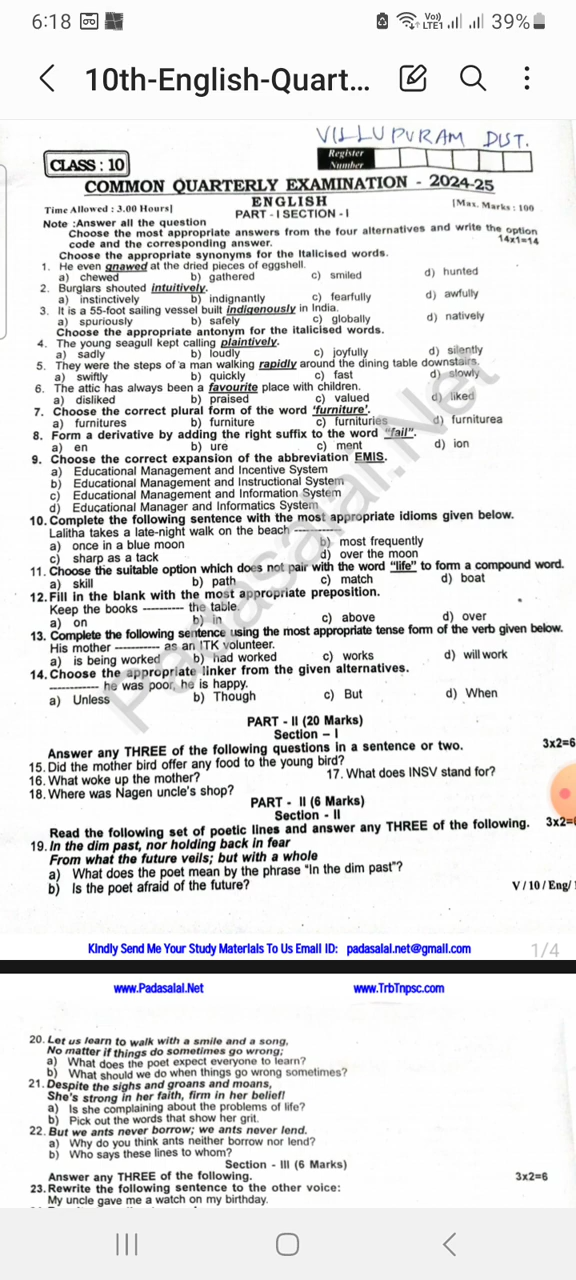 6:18 Vo) LTE1 39%
10th-English-Quart...
VILLUPURAM DIST.
CLASS : 10
Register Number
COMMON QUARTERLY EXAMINATION - 2024-25
Time Allowed : 3.00 Hours]
ENGLISH
[Max. Marks : 100
PART - I SECTION - I
Note :Answer all the question
Choose the most appropriate answers from the four alternatives and write the option
code and the corresponding answer. 14x1=14
Choose the appropriate synonyms for the Italicised words.
1. He even gnawed at the dried pieces of eggshell.
a) chewed b) gathered c) smiled d) hunted
2. Burglars shouted intuitively.
a) instinctively b) indignantly c) fearfully d) awfully
3. It is a 55-foot sailing vessel built indigenously in India.
a) spuriously b) safely c) globally d) natively
Choose the appropriate antonym for the italicised words.
4. The young seagull kept calling plaintively.
a) sadly b) loudly c) joyfully d) silently
5. They were the steps of a man walking rapidly around the dining table downstairs.
a) swiftly b) quickly c) fast d) slowly
6. The attic has always been a favourite place with children.
a) disliked b) praised c) valued d) liked
7. Choose the correct plural form of the word 'furniture'.
a) furnitures b) furniture c) furnituries d) furniturea
8. Form a derivative by adding the right suffix to the word "fail".
a) en b) ure c) ment d) ion
9. Choose the correct expansion of the abbreviation EMIS.
a) Educational Management and Incentive System
b) Educational Management and Instructional System
c) Educational Management and Information System
d) Educational Manager and Informatics System
10. Complete the following sentence with the most appropriate idioms given below.
Lalitha takes a late-night walk on the beach ----------
a) once in a blue moon b) most frequently
c) sharp as a tack d) over the moon
11. Choose the suitable option which does not pair with the word "life" to form a compound word.
a) skill b) path c) match d) boat
12. Fill in the blank with the most appropriate preposition.
Keep the books ---------- the table.
a) on b) in c) above d) over
13. Complete the following sentence using the most appropriate tense form of the verb given below.
His mother ---------- as an ITK volunteer.
a) is being worked b) had worked c) works d) will work
14. Choose the appropriate linker from the given alternatives.
----------- he was poor, he is happy.
a) Unless b) Though c) But d) When
PART - II (20 Marks)
Section – I
Answer any THREE of the following questions in a sentence or two. 3x2=6
15. Did the mother bird offer any food to the young bird?
16. What woke up the mother? 17. What does INSV stand for?
18. Where was Nagen uncle's shop?
PART - II (6 Marks)
Section - II
Read the following set of poetic lines and answer any THREE of the following. 3x2=6
19. In the dim past, nor holding back in fear
From what the future veils; but with a whole
a) What does the poet mean by the phrase "In the dim past"?
b) Is the poet afraid of the future?
V / 10 / Eng/
Kindly Send Me Your Study Materials To Us Email ID: padasalai.net@gmail.com
1/4
www.Padasalai.Net www.TrbTnpsc.com
20. Let us learn to walk with a smile and a song,
No matter if things do sometimes go wrong;
a) What does the poet expect everyone to learn?
b) What should we do when things go wrong sometimes?
21. Despite the sighs and groans and moans,
She's strong in her faith, firm in her belief!
a) Is she complaining about the problems of life?
b) Pick out the words that show her grit.
22. But we ants never borrow; we ants never lend.
a) Why do you think ants neither borrow nor lend?
b) Who says these lines to whom?
Section - III (6 Marks)
Answer any THREE of the following. 3x2=6
23. Rewrite the following sentence to the other voice:
My uncle gave me a watch on my birthday.
Padasalai.Net